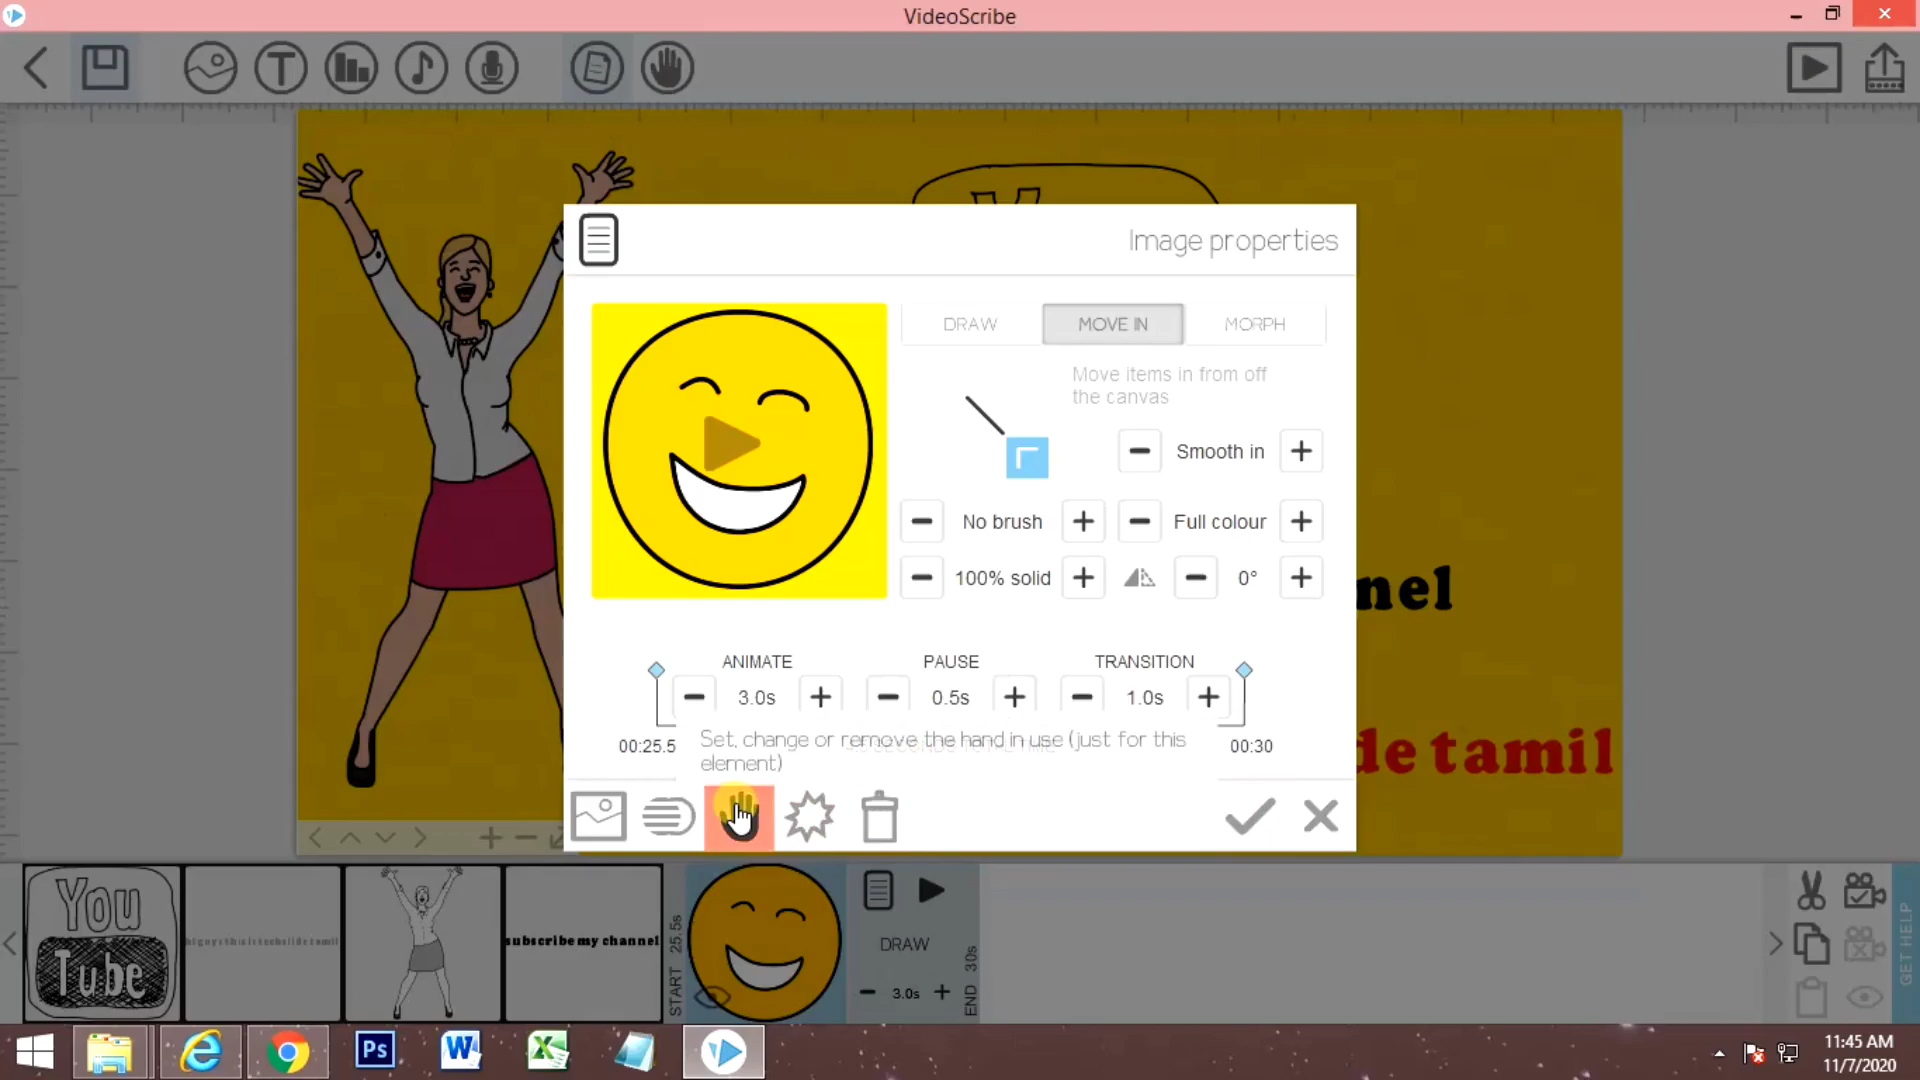 VideoScribe
T
Image properties
DRAW
MOVE IN
MORPH
Move items in from off
the canvas
Smooth in
No brush
Full colour
100% solid
0°
nel
ANIMATE
PAUSE
TRANSITION
3.0s
0.5s
1.0s
00:25.5
Set, change or remove the hand in use (just for this
element)
00:30
de tamil
You
Tube
subscribe my channel
START 25.5s
DRAW
3.0s
END 30s
GET HELP
Ps
W
X
11:45 AM
11/7/2020